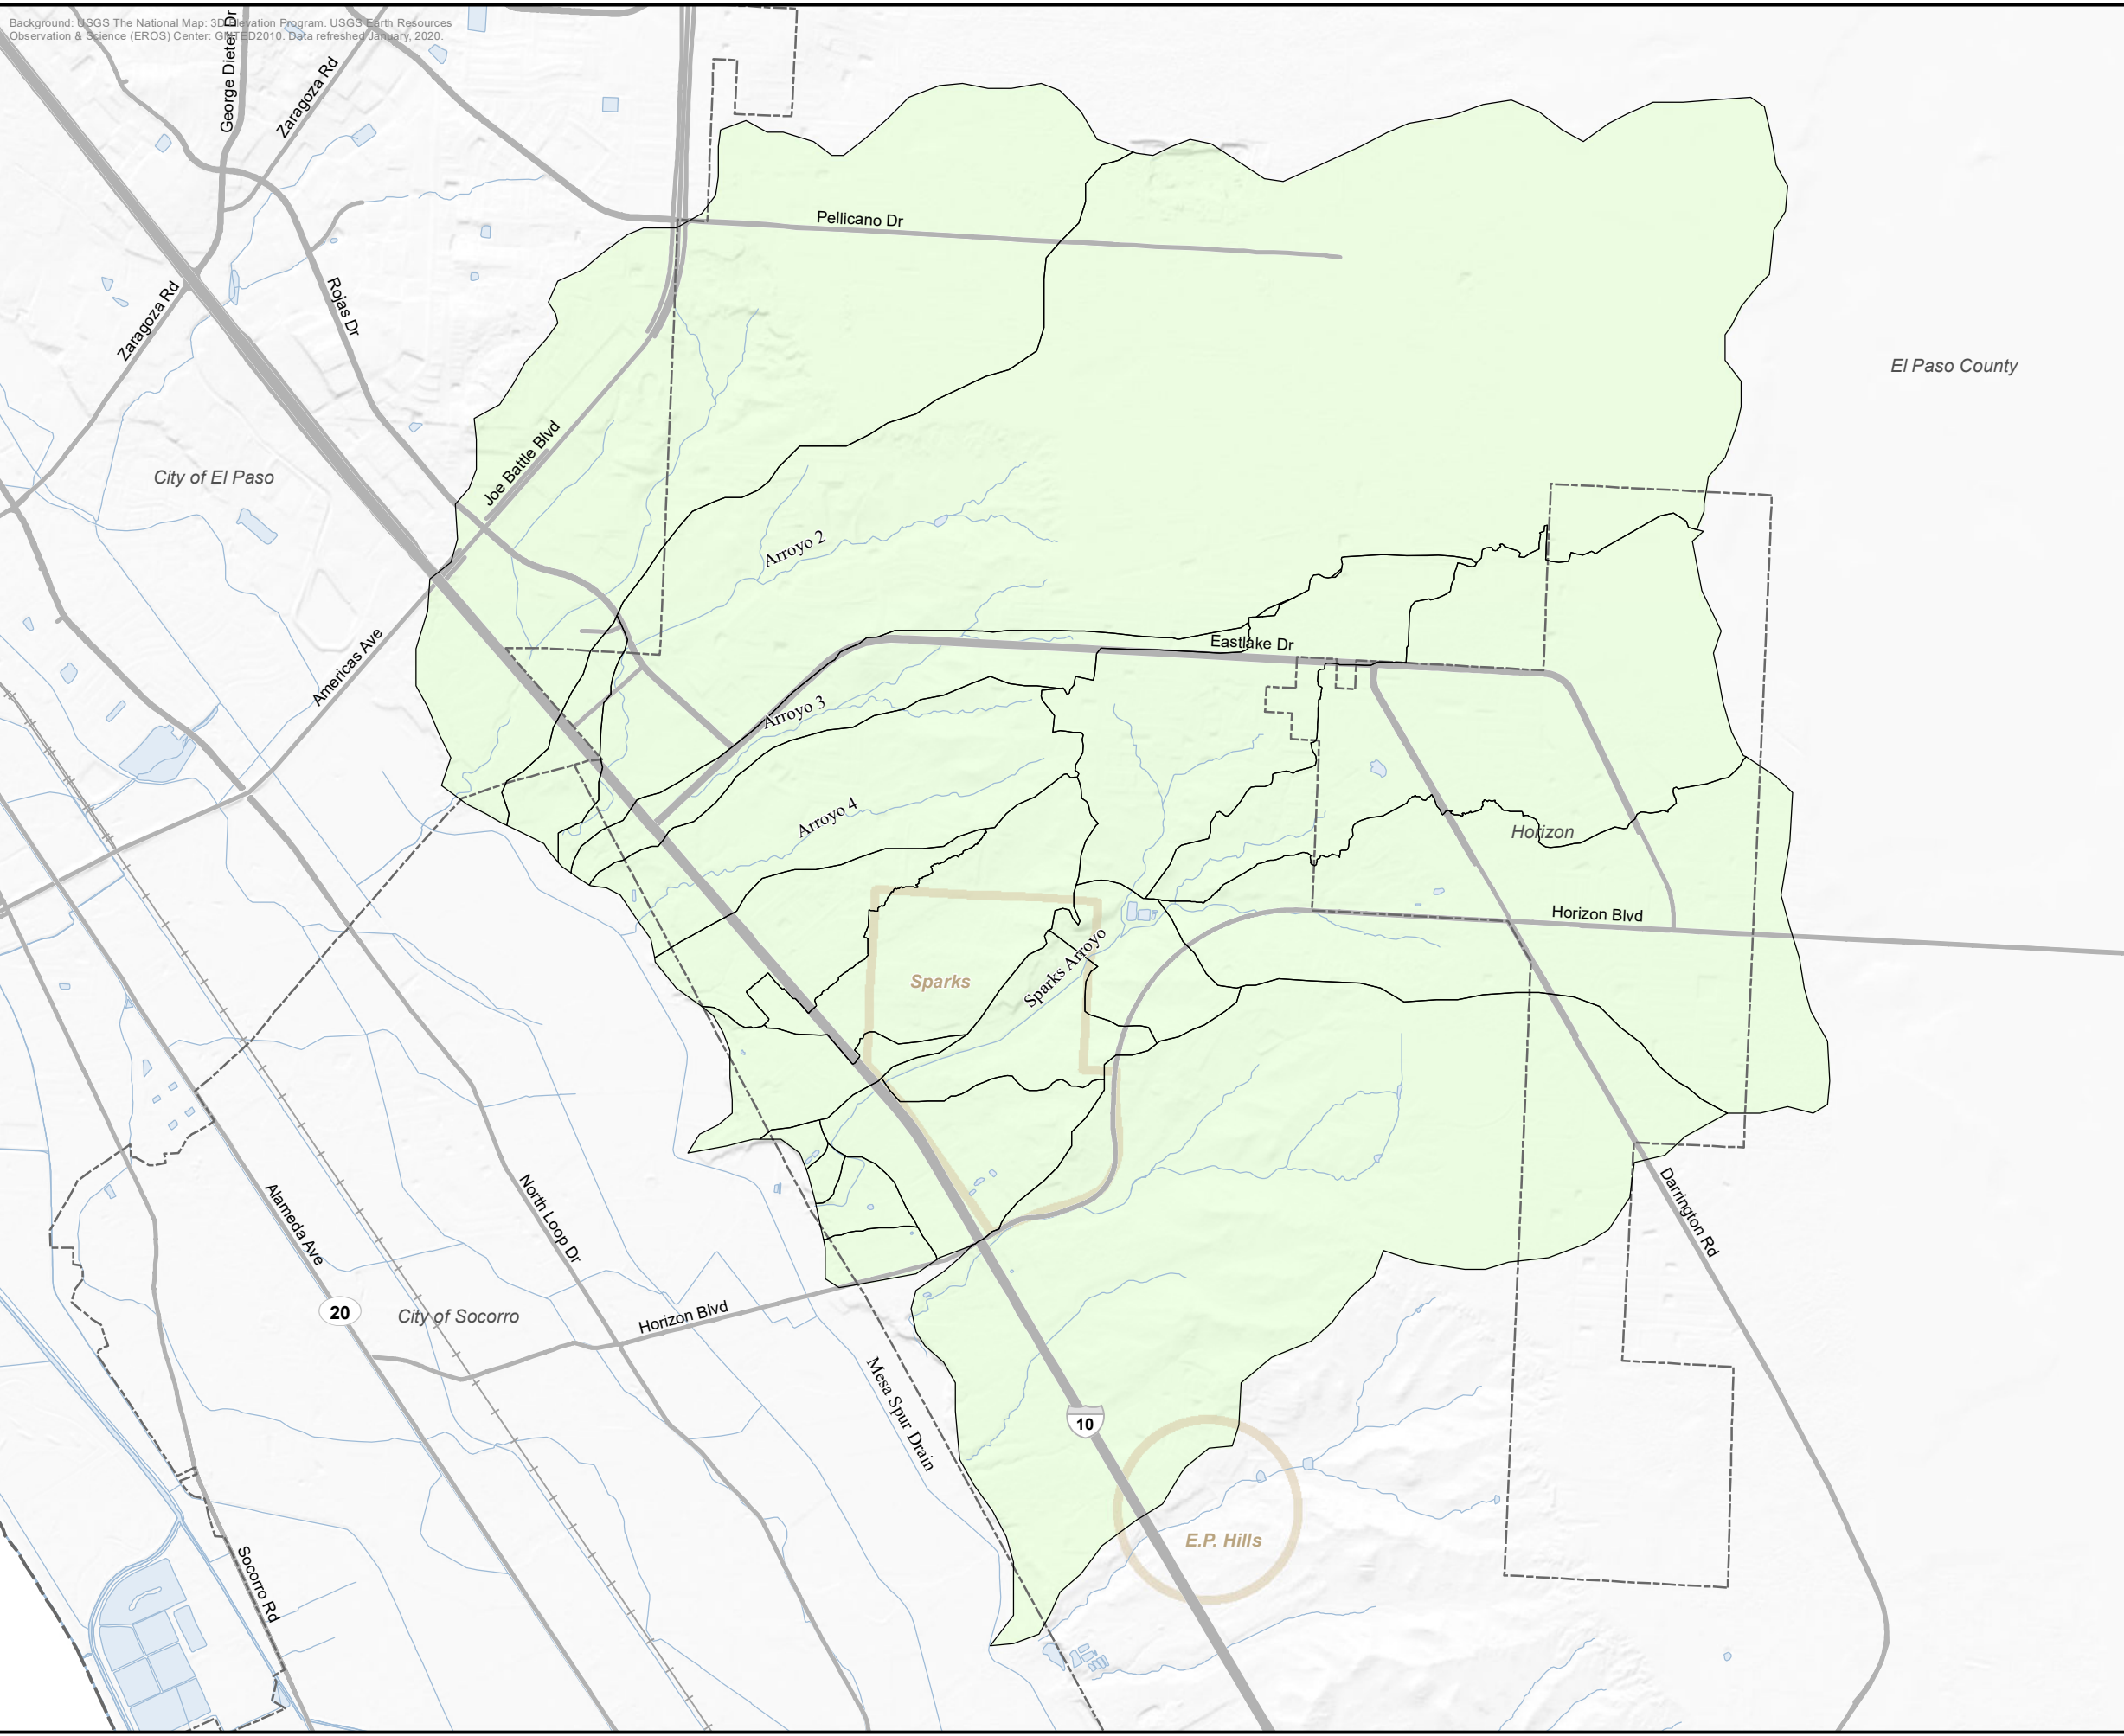 Background: USGS The National Map: 3D Elevation Program. USGS Earth Resources
Observation & Science (EROS) Center: GMTED2010. Data refreshed January, 2020.
George Dieter Dr
Zaragoza Rd
Pellicano Dr
Zaragoza Rd
Rojas Dr
El Paso County
City of El Paso
Joe Battle Blvd
Arroyo 2
Americas Ave
Eastlake Dr
Arroyo 3
Arroyo 4
Horizon
Horizon Blvd
Sparks
Sparks Arroyo
Alameda Ave
North Loop Dr
Darrington Rd
20
City of Socorro
Horizon Blvd
Mesa Spur Drain
10
E.P. Hills
Socorro Rd